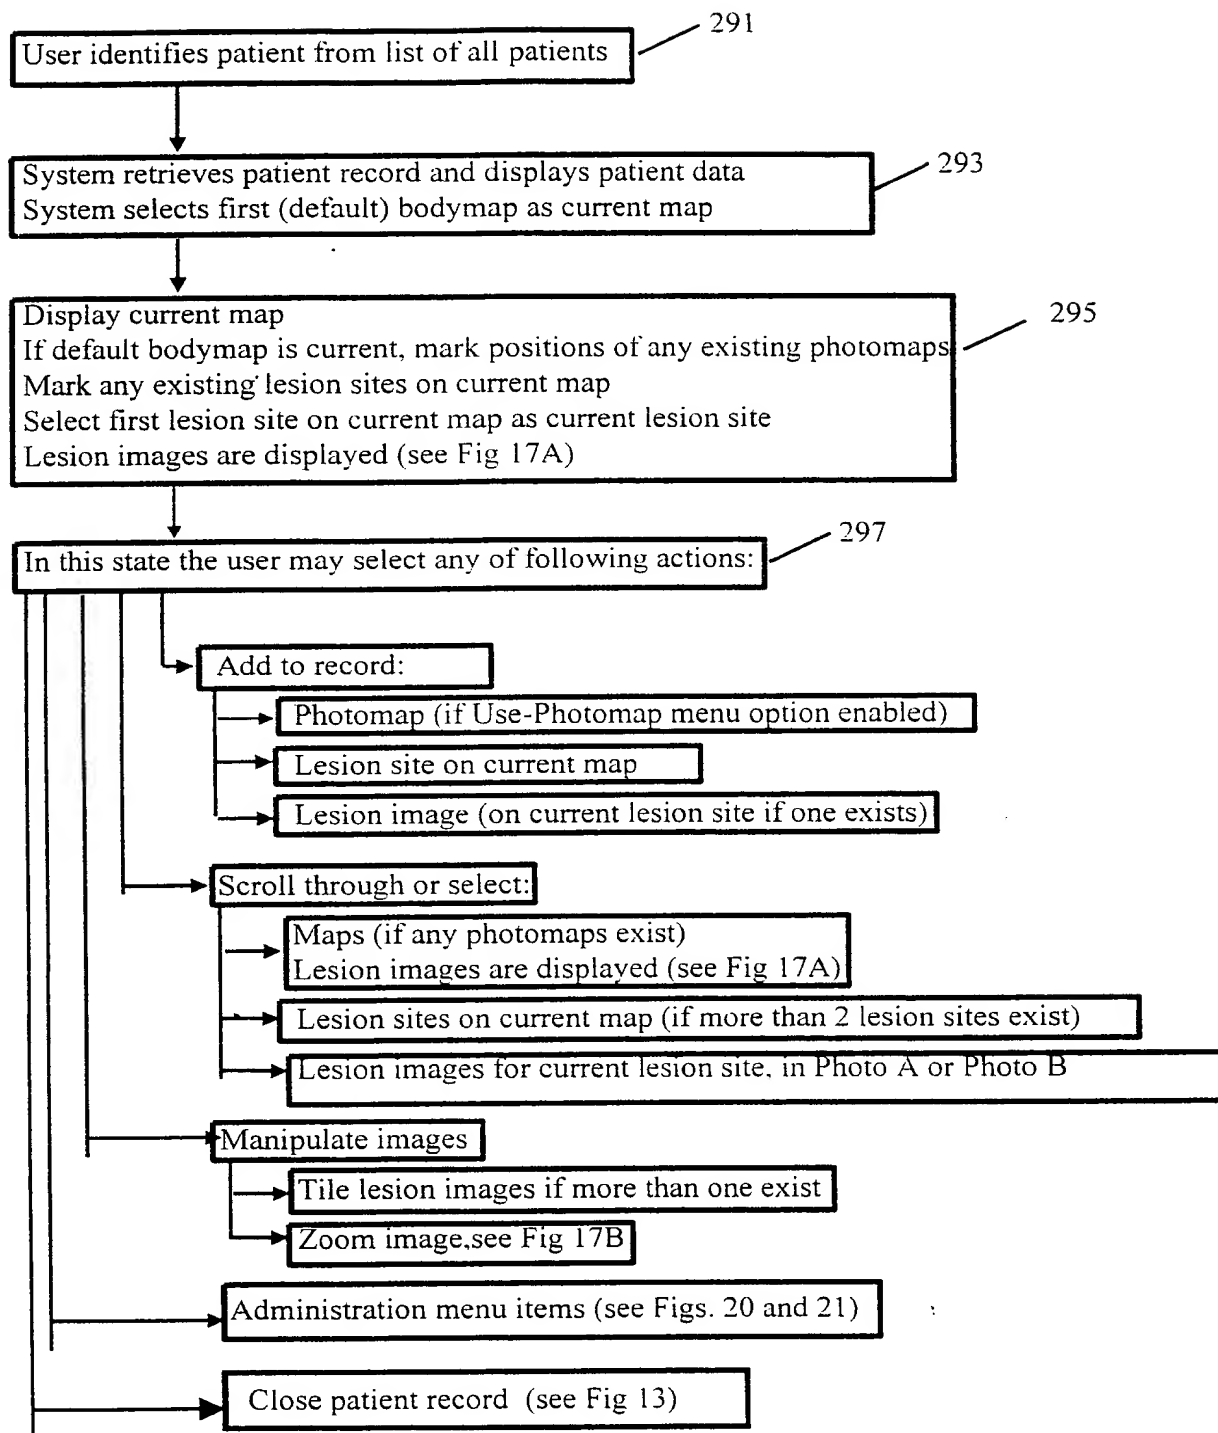 291
User identifies patient from list of all patients
293
System retrieves patient record and displays patient data
System selects first (default) bodymap as current map
295
Display current map
If default bodymap is current, mark positions of any existing photomaps
Mark any existing lesion sites on current map
Select first lesion site on current map as current lesion site
Lesion images are displayed (see Fig 17A)
297
In this state the user may select any of following actions:
Add to record:
Photomap (if Use-Photomap menu option enabled)
Lesion site on current map
Lesion image (on current lesion site if one exists)
Scroll through or select:
Maps (if any photomaps exist)
Lesion images are displayed (see Fig 17A)
Lesion sites on current map (if more than 2 lesion sites exist)
Lesion images for current lesion site, in Photo A or Photo B
Manipulate images
Tile lesion images if more than one exist
Zoom image,see Fig 17B
Administration menu items (see Figs. 20 and 21)
Close patient record (see Fig 13)